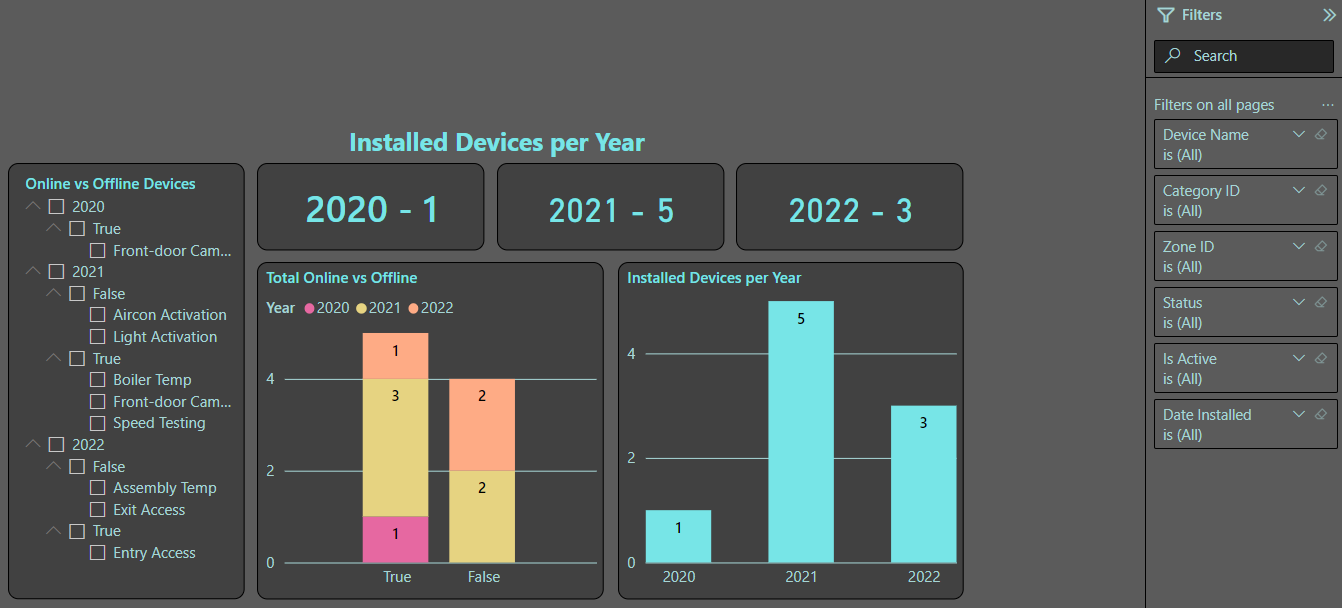 Installed Devices per Year
Online vs Offline Devices
2020
True
Front-door Cam...
2021
False
Aircon Activation
Light Activation
True
Boiler Temp
Front-door Cam...
Speed Testing
2022
False
Assembly Temp
Exit Access
True
Entry Access
2020 - 1
2021 - 5
2022 - 3
Total Online vs Offline
Year 2020 2021 2022
4
2
0
1
3
1
2
2
True False
Installed Devices per Year
4
2
0
1
5
3
2020 2021 2022
Filters
Search
Filters on all pages ...
Device Name
is (All)
Category ID
is (All)
Zone ID
is (All)
Status
is (All)
Is Active
is (All)
Date Installed
is (All)